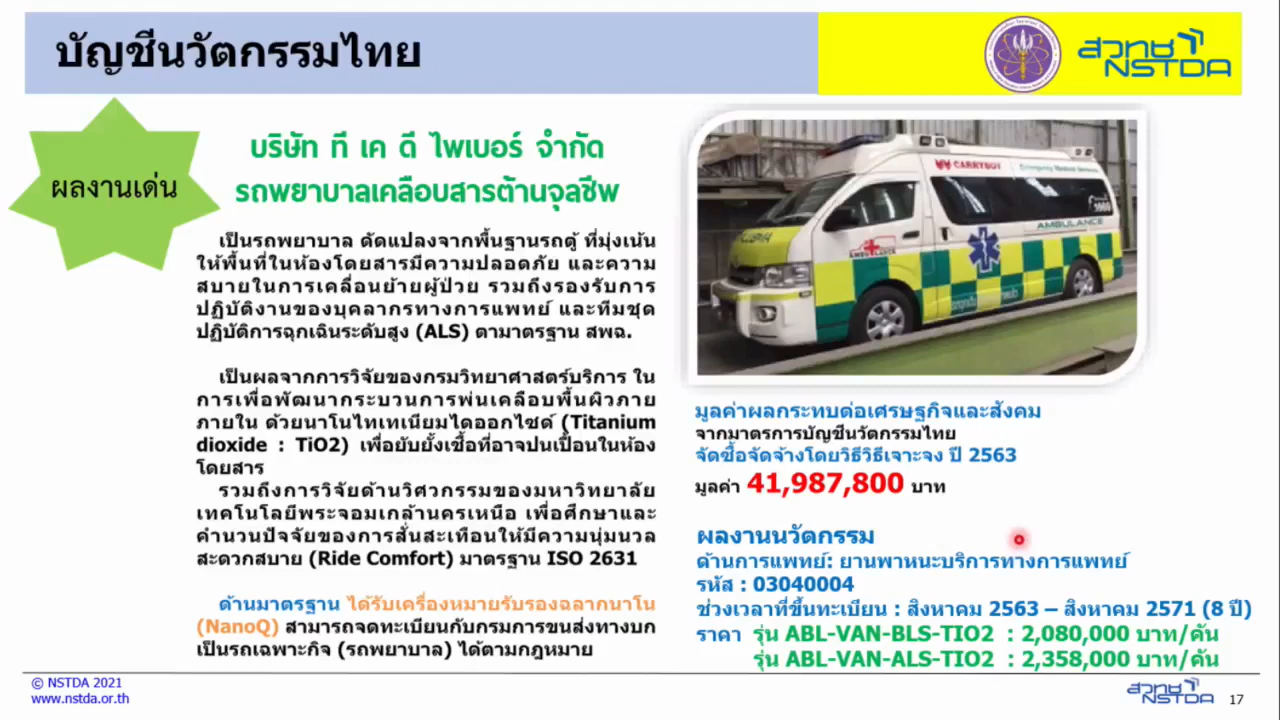 บัญชีนวัตกรรมไทย
สวทช
NSTDA
ผลงานเด่น
บริษัท ที เค ดี ไพเบอร์ จำกัด
รถพยาบาลเคลือบสารต้านจุลชีพ
เป็นรถพยาบาล ดัดแปลงจากพื้นฐานรถตู้ ที่มุ่งเน้น
ให้พื้นที่ในห้องโดยสารมีความปลอดภัย และความ
สบายในการเคลื่อนย้ายผู้ป่วย รวมถึงรองรับการ
ปฏิบัติงานของบุคลากรทางการแพทย์ และทีมชุด
ปฏิบัติการฉุกเฉินระดับสูง (ALS) ตามาตรฐาน สพฉ.
เป็นผลจากการวิจัยของกรมวิทยาศาสตร์บริการ ใน
การเพื่อพัฒนากระบวนการพ่นเคลือบพื้นผิวภาย
ภายใน ด้วยนาโนไทเทเนียมไดออกไซด์ (Titanium
dioxide : TiO2) เพื่อยับยั้งเชื้อที่อาจปนเปื้อนในห้อง
โดยสาร
รวมถึงการวิจัยด้านวิศวกรรมของมหาวิทยาลัย
เทคโนโลยีพระจอมเกล้านครเหนือ เพื่อศึกษาและ
คำนวนปัจจัยของการสั่นสะเทือนให้มีความนุ่มนวล
สะดวกสบาย (Ride Comfort) มาตรฐาน ISO 2631
ด้านมาตรฐาน ได้รับเครื่องหมายรับรองฉลากนาโน
(NanoQ) สามารถจดทะเบียนกับกรมการขนส่งทางบก
เป็นรถเฉพาะกิจ (รถพยาบาล) ได้ตามกฎหมาย
CARRYBOY
Emergency Medical Services
1669
AMBULANCE
AMBULANCE
มูลค่าผลกระทบต่อเศรษฐกิจและสังคม
จากมาตรการบัญชีนวัตกรรมไทย
จัดซื้อจัดจ้างโดยวิธีวิธีเจาะจง ปี 2563
มูลค่า 41,987,800 บาท
ผลงานนวัตกรรม
ด้านการแพทย์: ยานพาหนะบริการทางการแพทย์
รหัส : 03040004
ช่วงเวลาที่ขึ้นทะเบียน : สิงหาคม 2563 – สิงหาคม 2571 (8 ปี)
ราคา รุ่น ABL-VAN-BLS-TIO2 : 2,080,000 บาท/คัน
รุ่น ABL-VAN-ALS-TIO2 : 2,358,000 บาท/คัน
© NSTDA 2021
www.nstda.or.th
สวทช
NSTDA
17